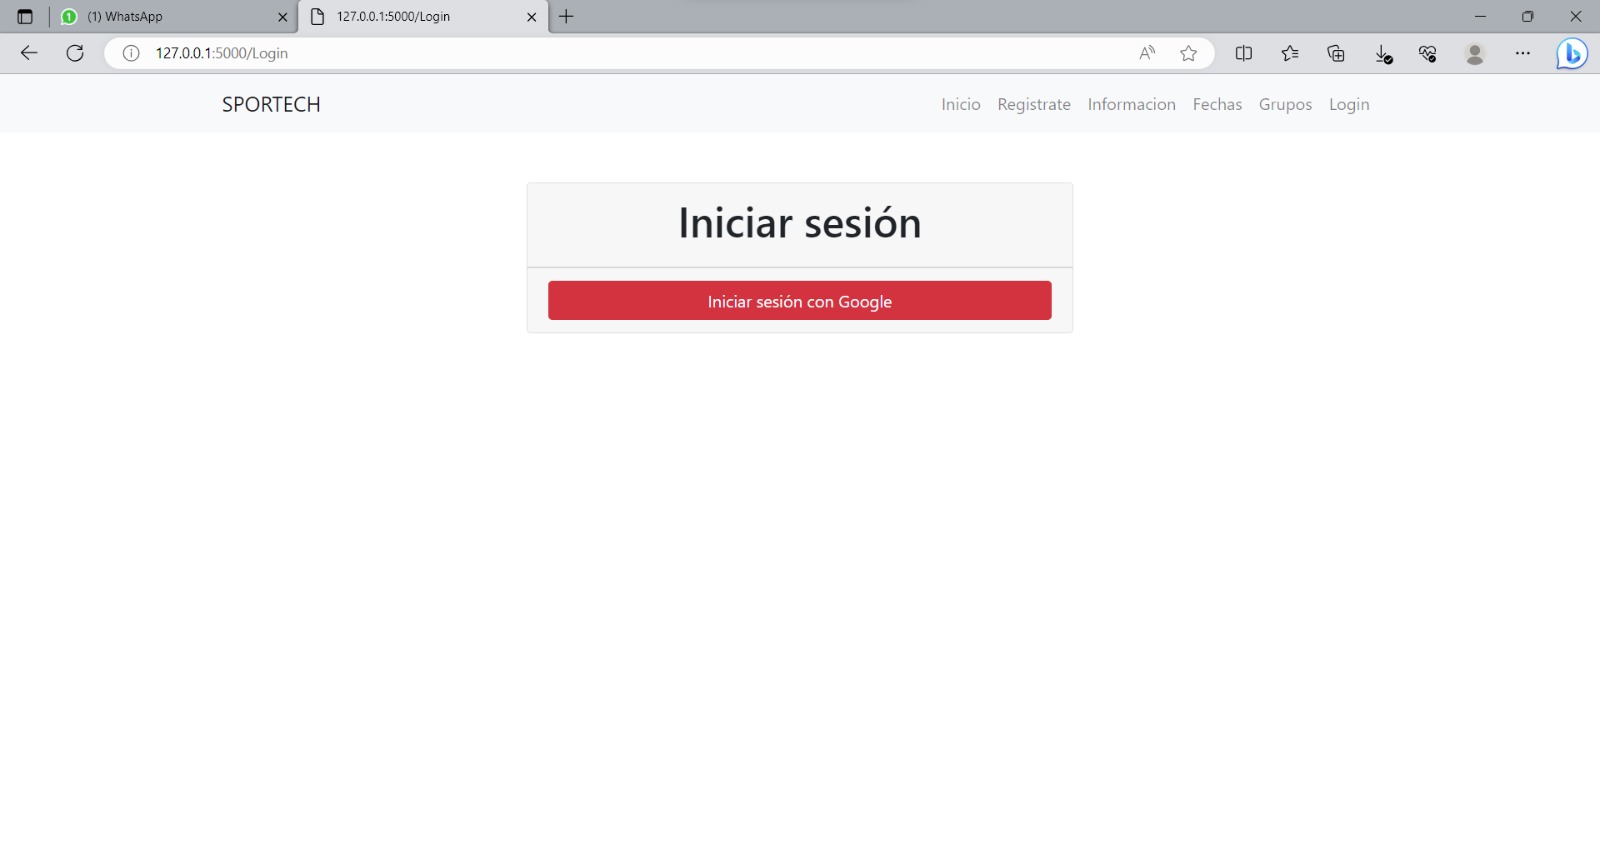 (1) WhatsApp
127.0.0.1:5000/Login
127.0.0.1:5000/Login
SPORTECH
Inicio Registrate Informacion Fechas Grupos Login
Iniciar sesión
Iniciar sesión con Google